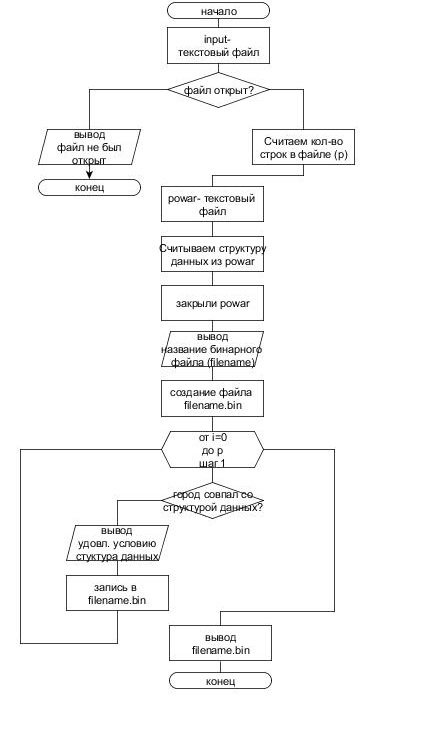 начало
input-
текстовый файл
файл открыт?
вывод
файл не был
открыт
Считаем кол-во
строк в файле (p)
конец
powar- текстовый
файл
Считываем структуру
данных из powar
закрыли powar
вывод
название бинарного
файла (filename)
создание файла
filename.bin
от i=0
до p
шаг 1
город совпал со
структурой данных?
вывод
удовл. условию
стуктура данных
запись в
filename.bin
вывод
filename.bin
конец